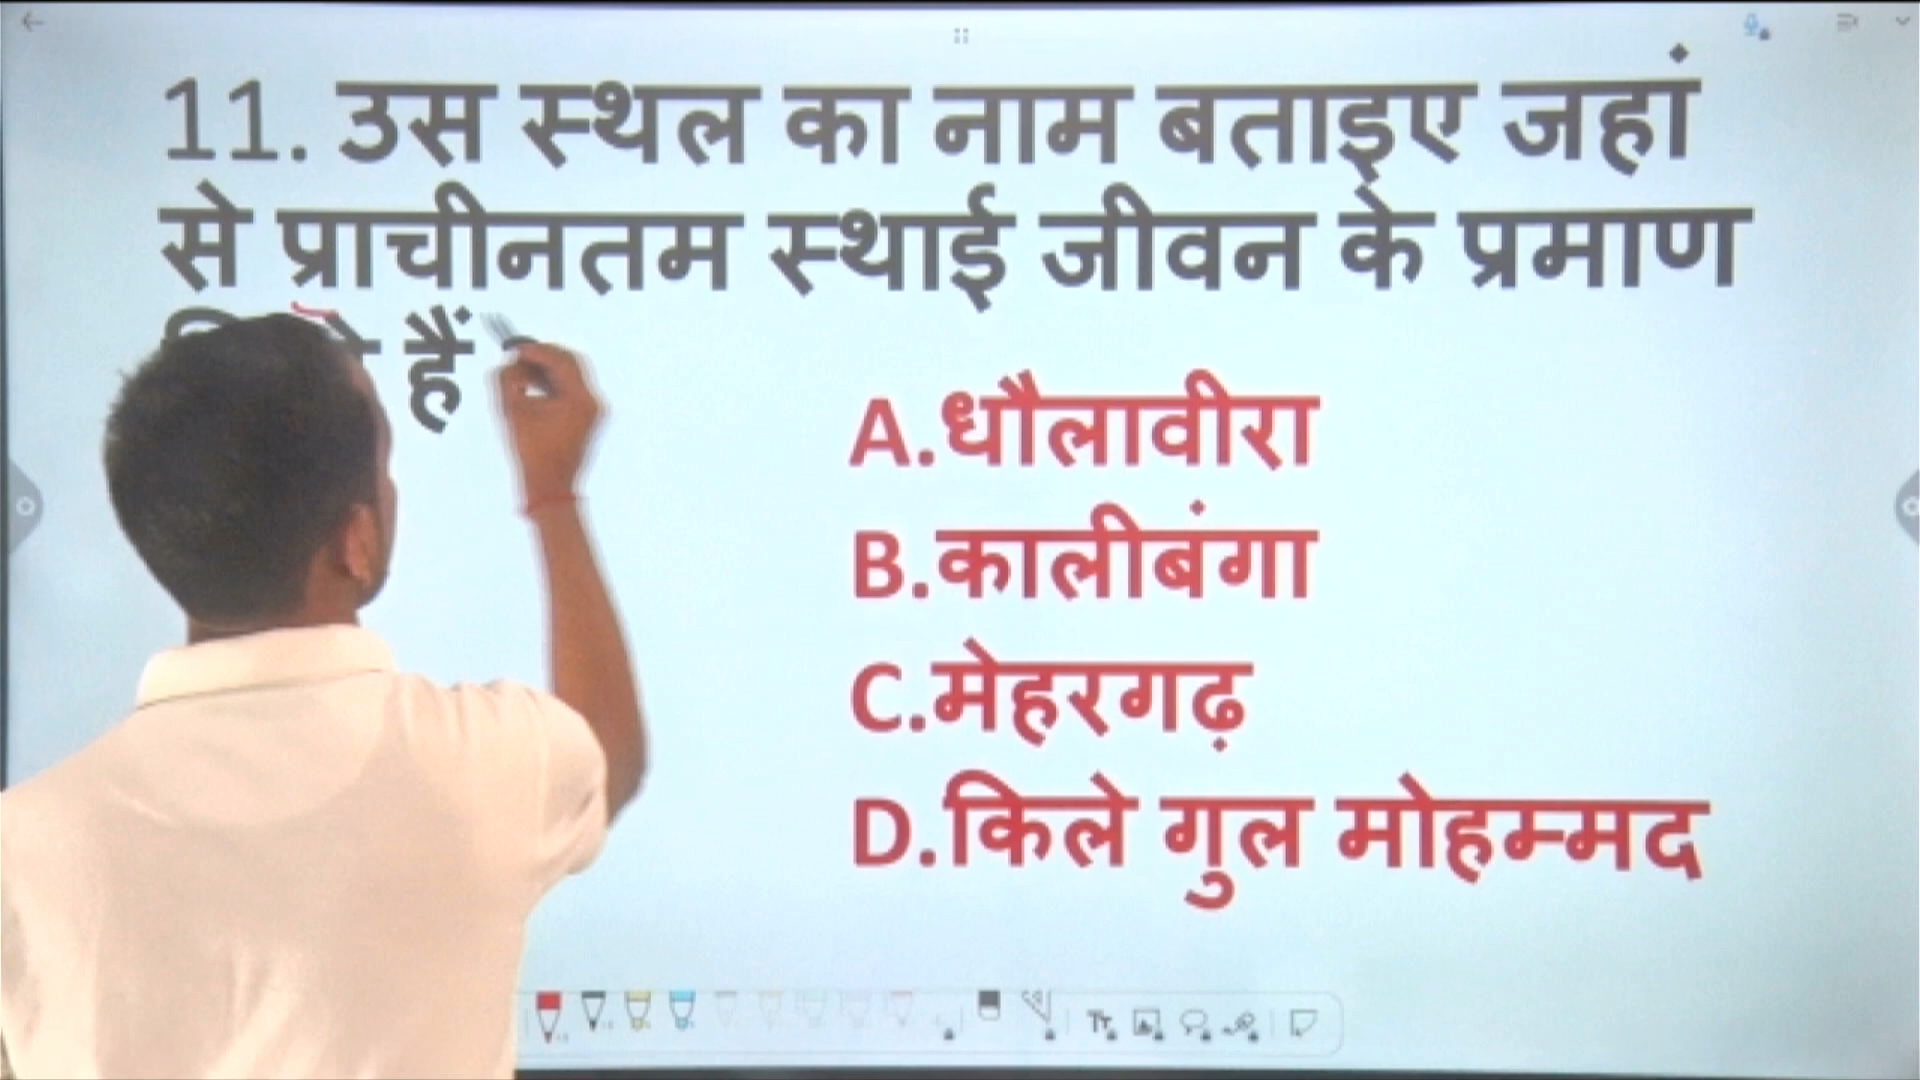 11. उस स्थल का नाम बताइए जहां
से प्राचीनतम स्थाई जीवन के प्रमाण
हैं
A.धौलावीरा
B.कालीबंगा
C.मेहरगढ़
D.किले गुल मोहम्मद